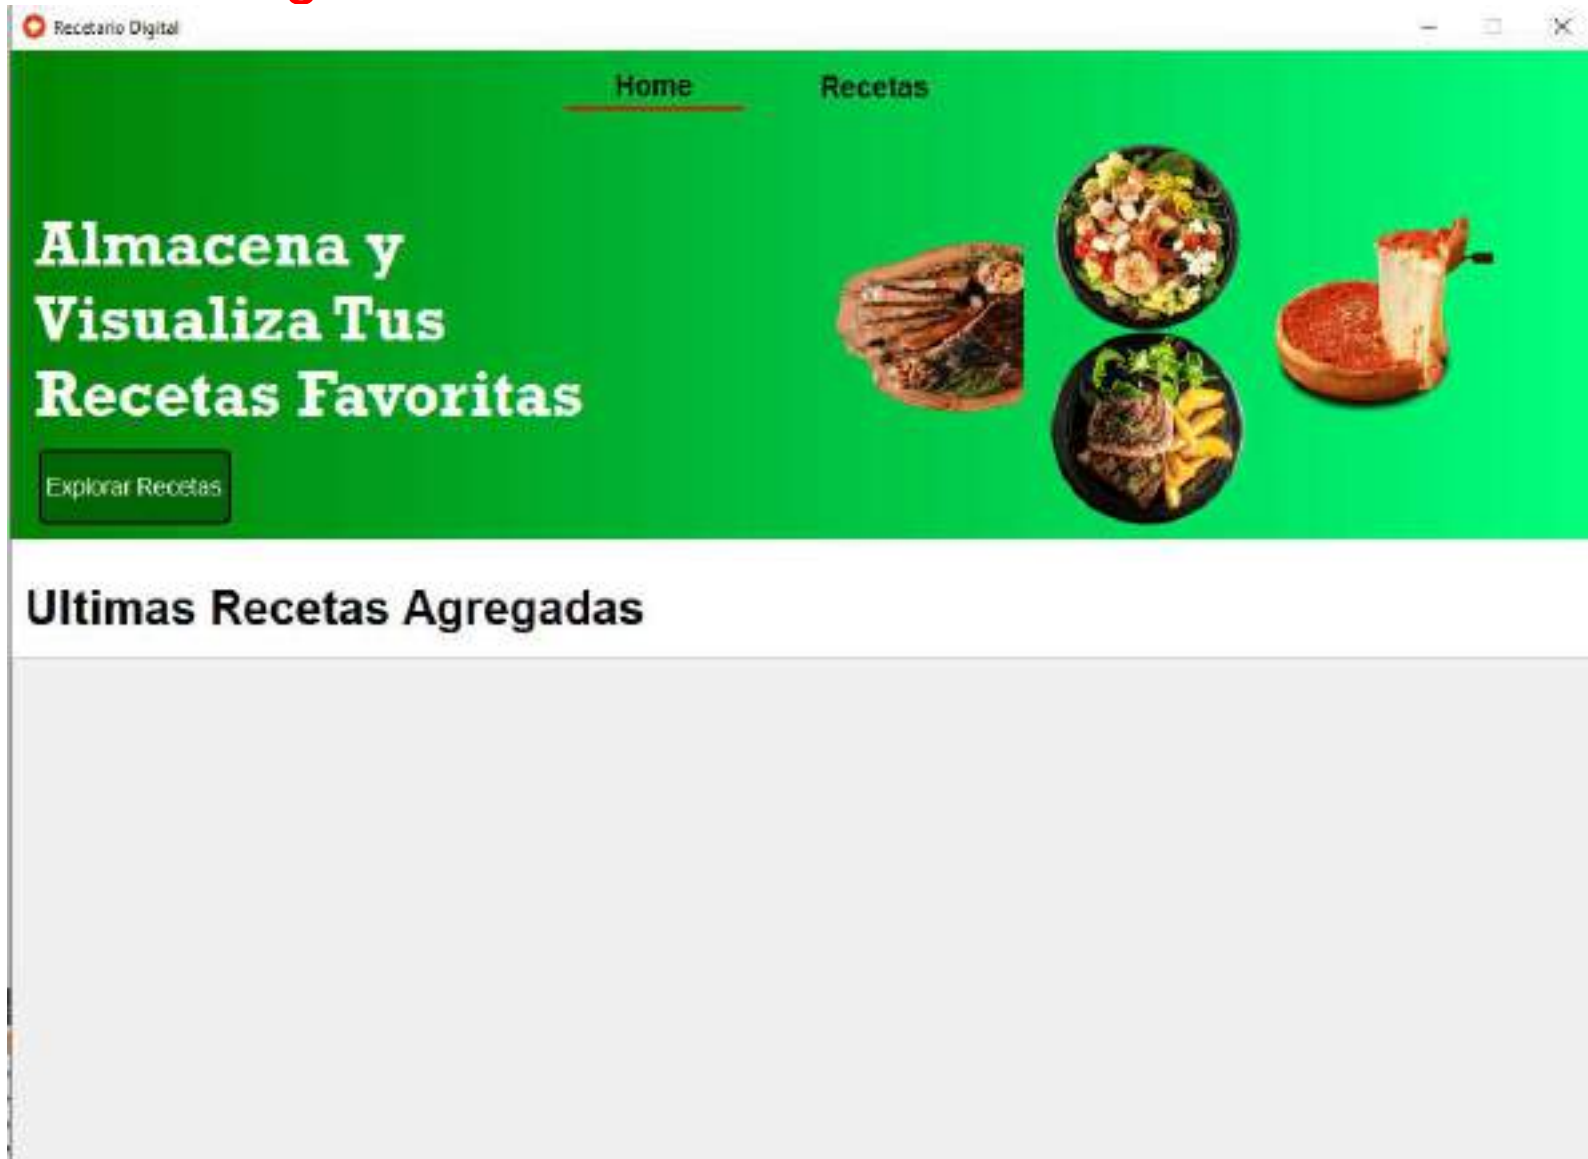 Recetario Digital
Home
Recetas
Almacena y
Visualiza Tus
Recetas Favoritas
Explorar Recetas
Ultimas Recetas Agregadas